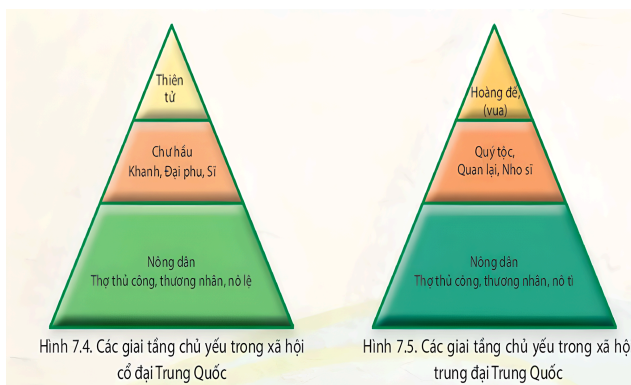 Thiên
tử
Chư hấu
Khanh, Đại phu, Sĩ
Nông dân
Thợ thủ công, thương nhân, nô lệ
Hình 7.4. Các giai tầng chủ yếu trong xã hội
cổ đại Trung Quốc
Hoàng đế,
(vua)
Quý tộc,
Quan lại, Nho sĩ
Nông dân
Thợ thủ công, thương nhân, nô tì
Hình 7.5. Các giai tầng chủ yếu trong xã hộ
trung đại Trung Quốc